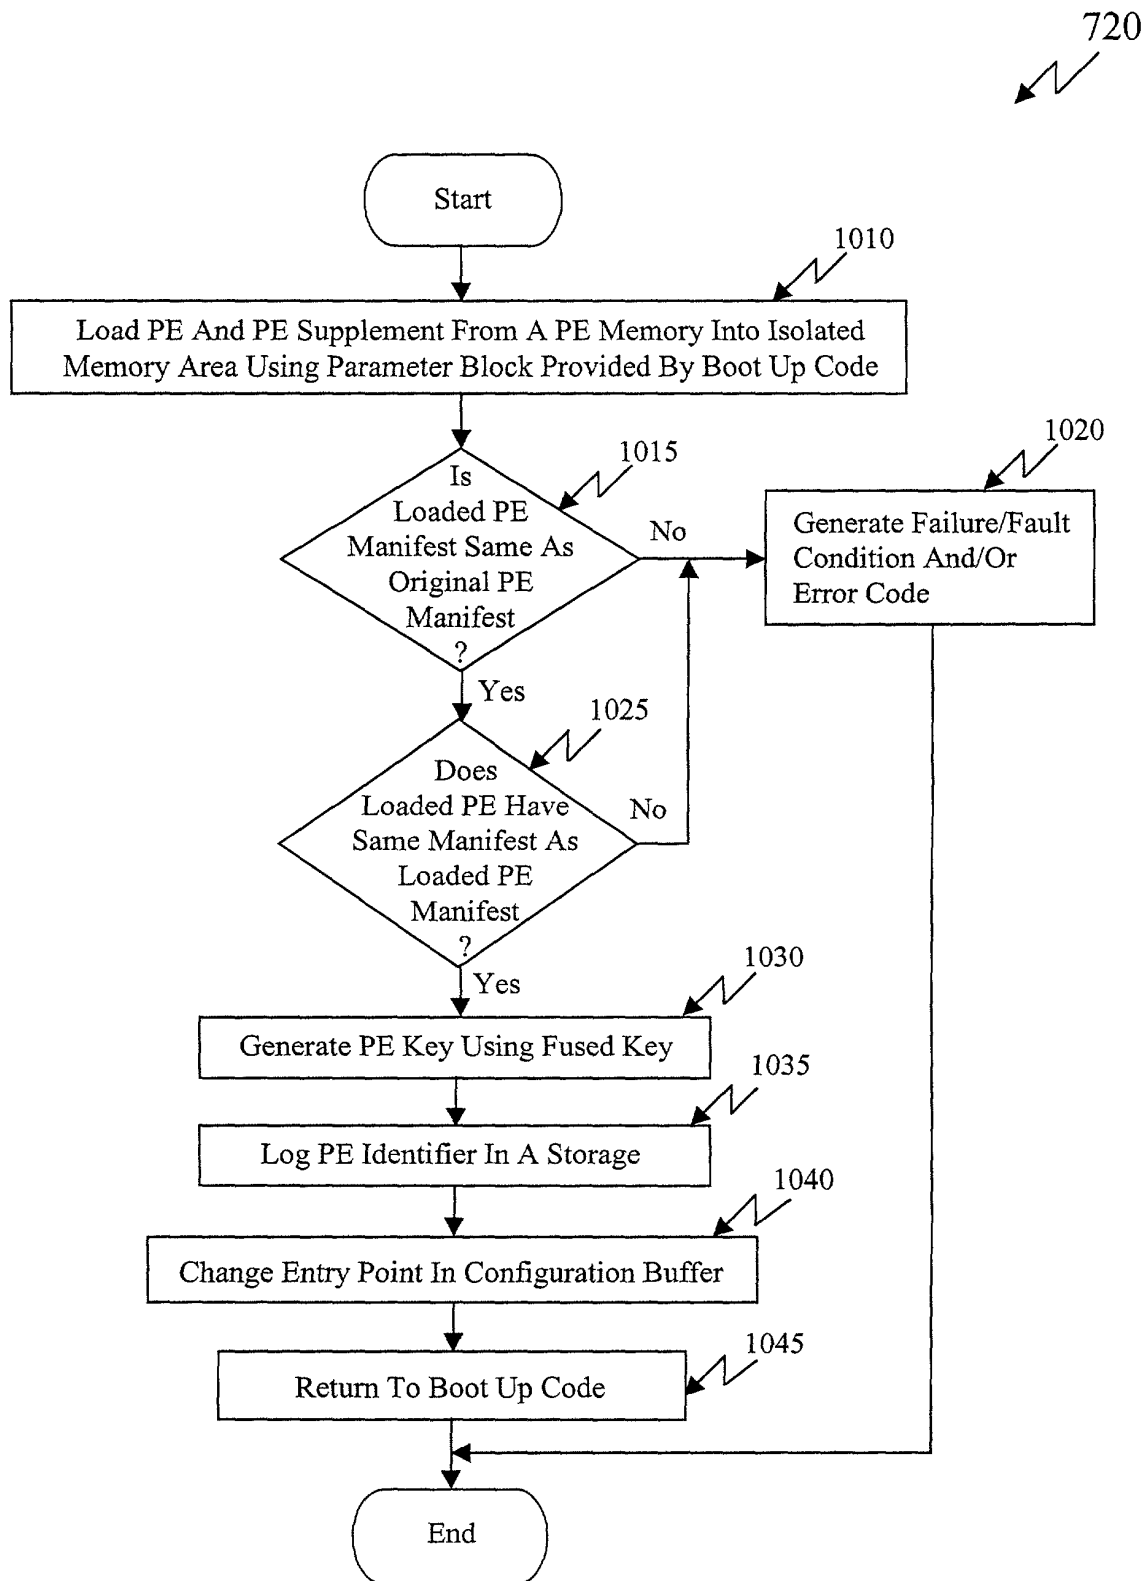 720
Start
1010
Load PE And PE Supplement From A PE Memory Into Isolated
Memory Area Using Parameter Block Provided By Boot Up Code
1015
Is
Loaded PE
Manifest Same As
Original PE
Manifest
?
No
1020
Generate Failure/Fault
Condition And/Or
Error Code
Yes
1025
Does
Loaded PE Have
Same Manifest As
Loaded PE
Manifest
?
No
Yes
1030
Generate PE Key Using Fused Key
1035
Log PE Identifier In A Storage
1040
Change Entry Point In Configuration Buffer
1045
Return To Boot Up Code
End